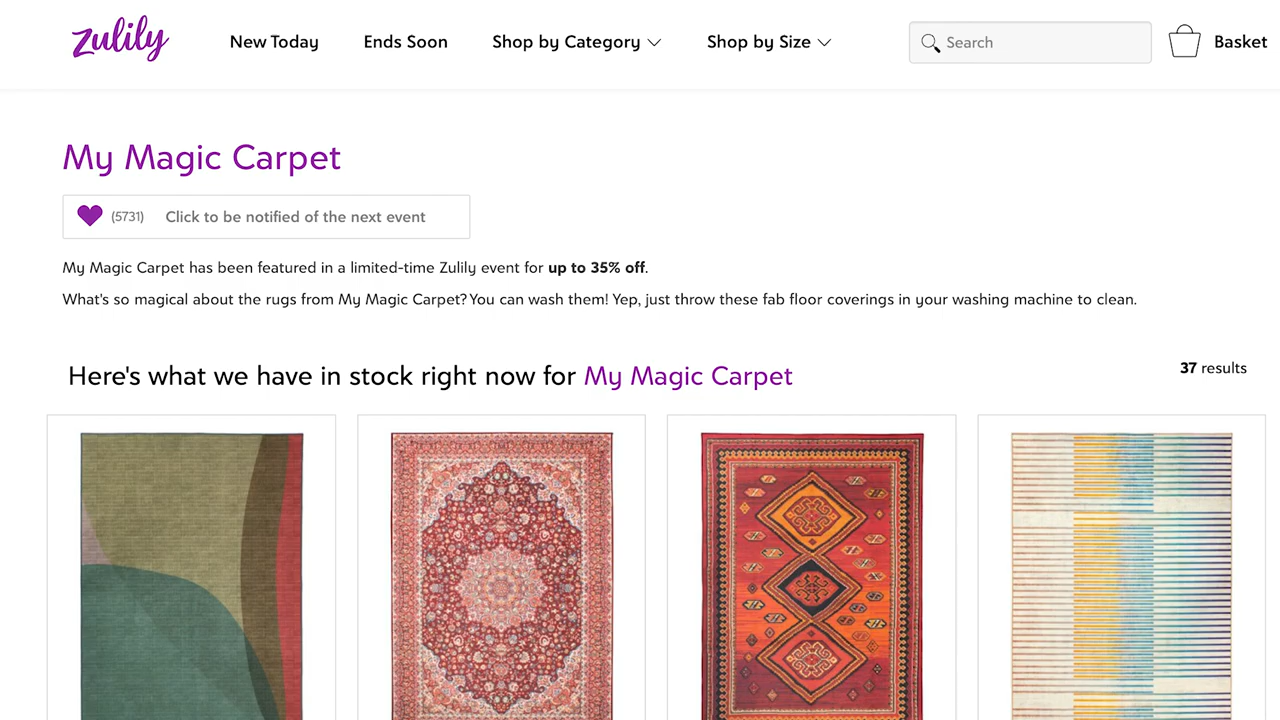 zulily
New Today
Ends Soon
Shop by Category
Shop by Size
Search
Basket
My Magic Carpet
(5731) Click to be notified of the next event
My Magic Carpet has been featured in a limited-time Zulily event for up to 35% off.
What's so magical about the rugs from My Magic Carpet? You can wash them! Yep, just throw these fab floor coverings in your washing machine to clean.
Here's what we have in stock right now for My Magic Carpet
37 results